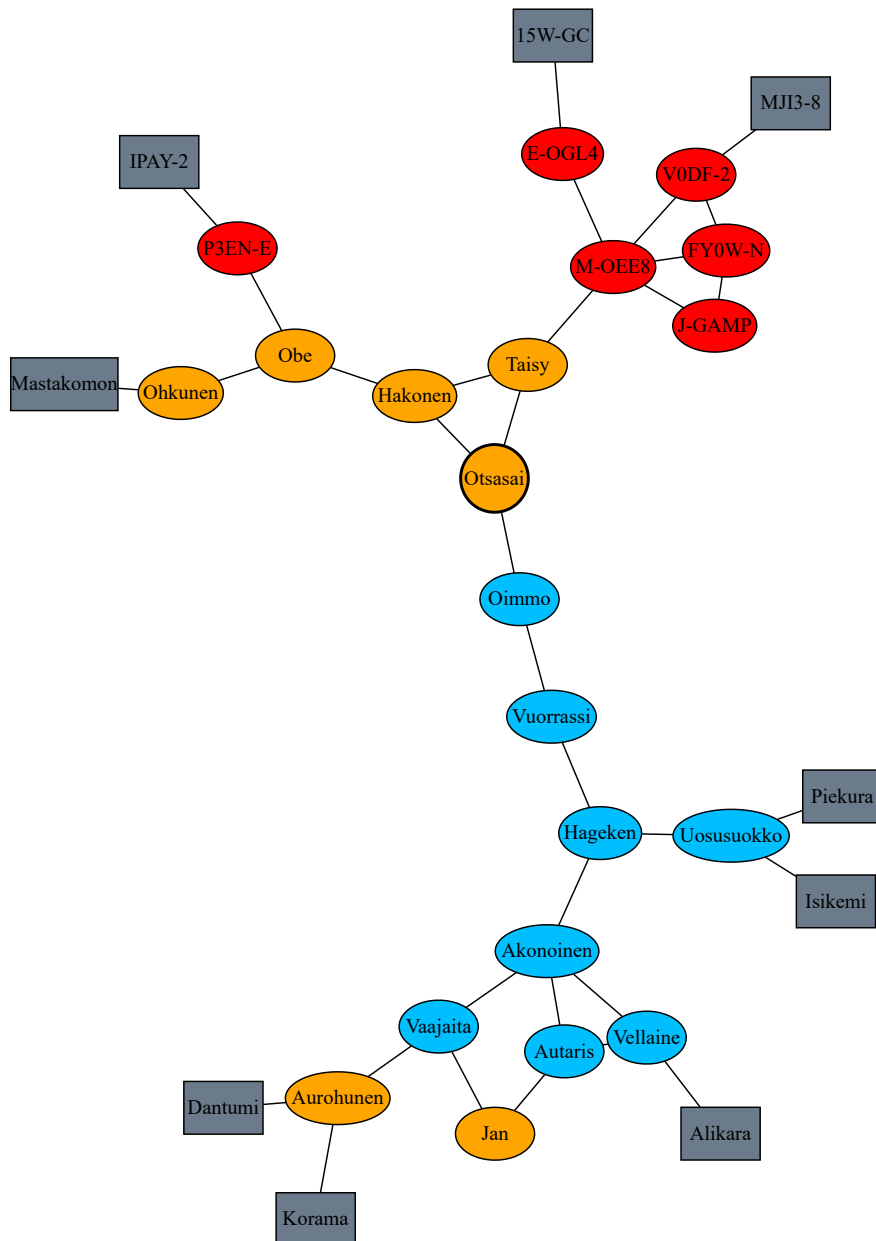 15W-GC
MJI3-8
IPAY-2
E-OGL4
V0DF-2
P3EN-E
FY0W-N
M-OEE8
J-GAMP
Obe
Taisy
Mastakomon
Ohkunen
Hakonen
Otsasai
Oimmo
Vuorrassi
Piekura
Hageken
Uosusuokko
Isikemi
Akonoinen
Vaajaita
Vellaine
Autaris
Aurohunen
Dantumi
Jan
Alikara
Korama